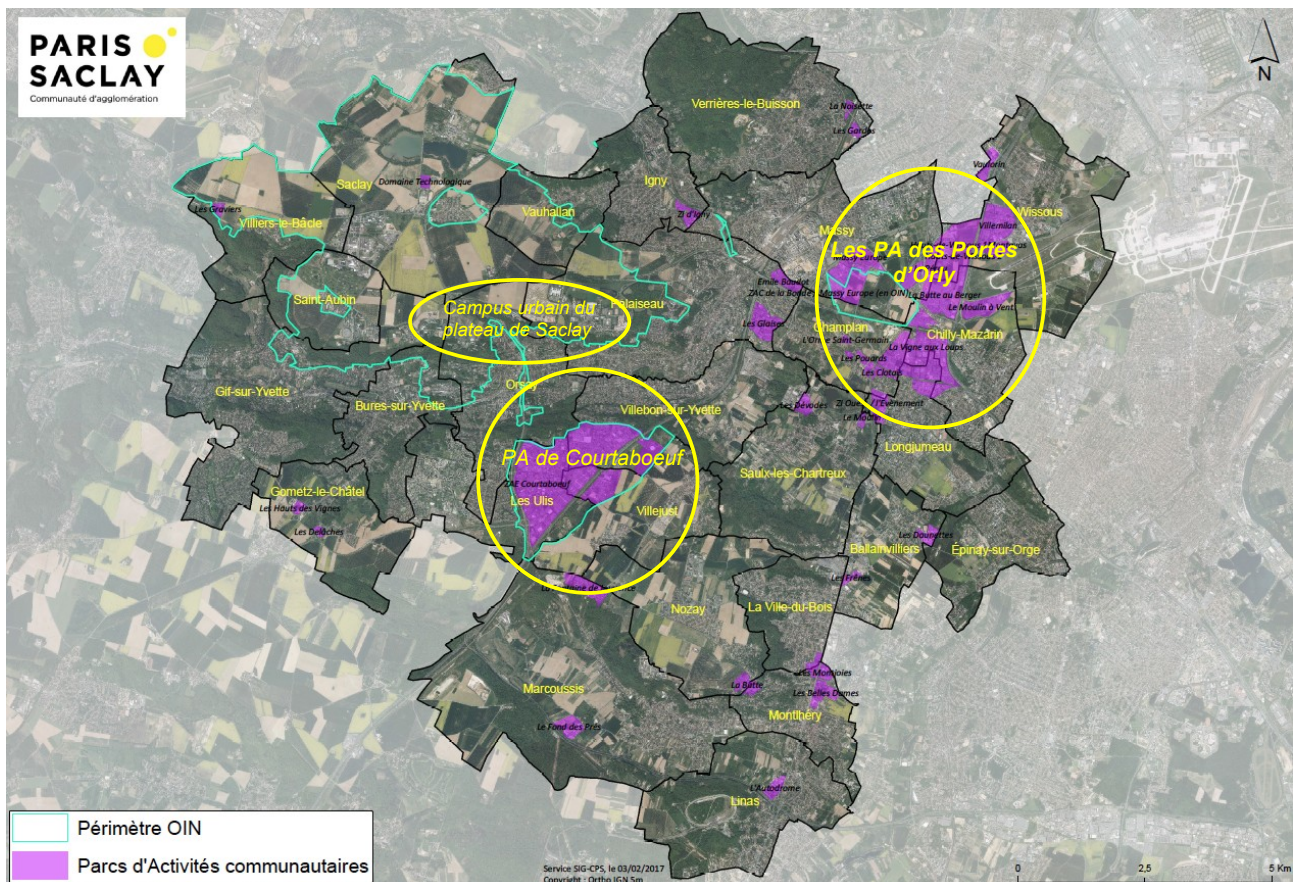 PARIS
SACLAY
Communauté d'agglomération
N
Verrières-le-Buisson
La Noisette
Les Gardes
Vaulorin
Saclay
Domaine Technologique
Igny
ZI d'Igny
Vauhallan
Les Graviers
Villiers-le-Bâcle
Wissous
Villemilan
Massy
Les PA des Portes
d'Orly
Emile Baudot
ZAC de la Bonde
Massy Europe (en OIN)
La Butte au Berger
Le Moulin à Vent
Saint-Aubin
Campus urbain du
plateau de Saclay
Palaiseau
Les Glaises
Champlan
L'Orme Saint-Germain
Chilly-Mazarin
La Vigne aux Loups
Les Pouards
Les Clotais
Gif-sur-Yvette
Bures-sur-Yvette
Orsay
Villebon-sur-Yvette
Les Dévodes
Longjumeau
PA de Courtaboeuf
ZAE Courtaboeuf
Les Ulis
Villejust
Saulx-les-Chartreux
Gometz-le-Châtel
Les Hauts des Vignes
Les Delâches
Les Daunettes
Ballainvilliers
Épinay-sur-Orge
Les Frênes
Nozay
La Ville-du-Bois
Marcoussis
La Butte
Les Montjoies
Les Belles Dames
Montlhéry
Le Fond des Prés
L'Autodrome
Linas
Périmètre OIN
Parcs d'Activités communautaires
Service SIG-CPS, le 03/02/2017
Copyright : Ortho IGN 5m
0
2,5
5 Km